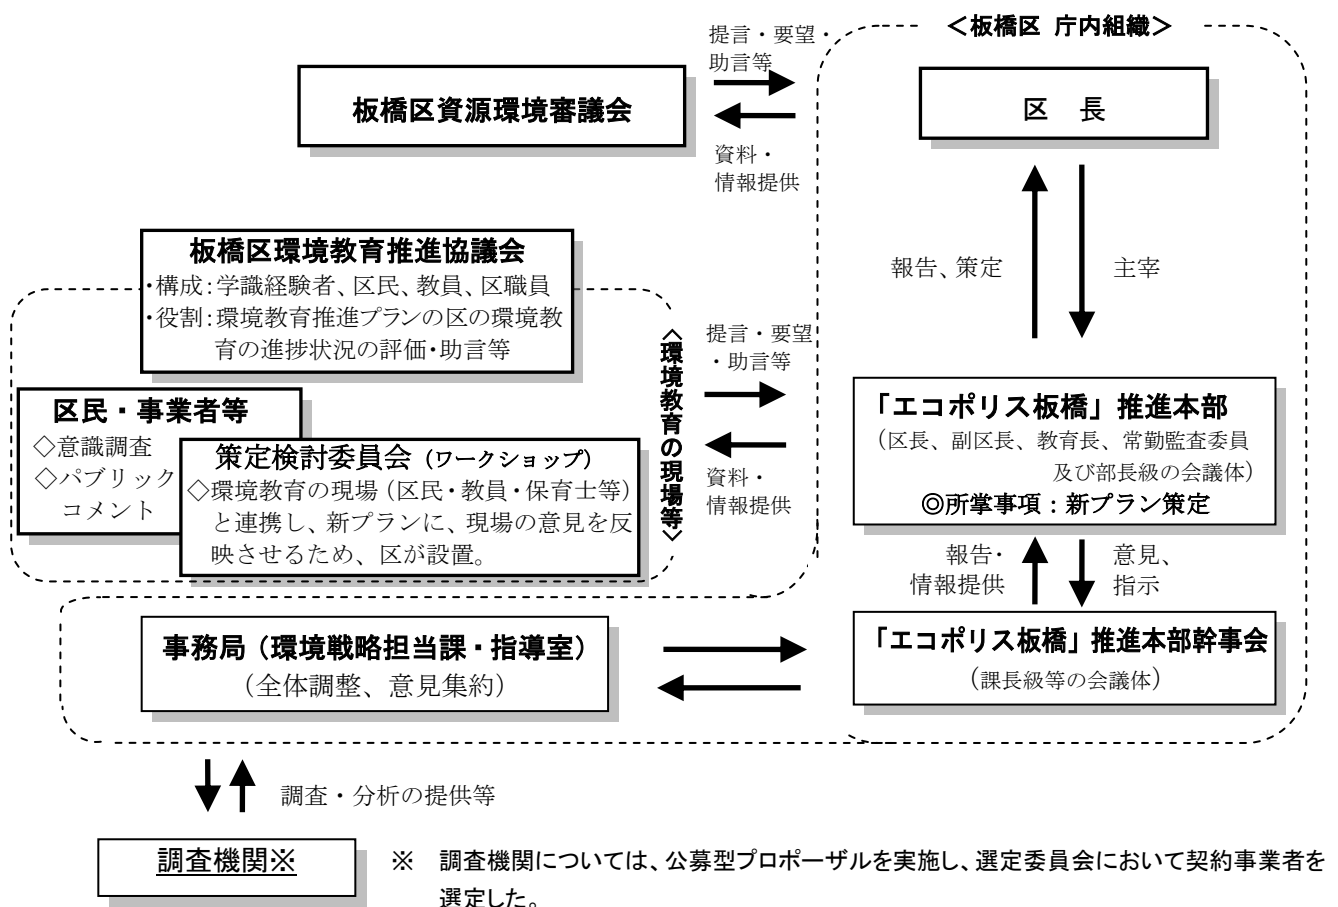 ＜板橋区 庁内組織＞
提言・要望・
助言等
板橋区資源環境審議会
資料・
情報提供
区　長
報告、策定
主宰
板橋区環境教育推進協議会
・構成：学識経験者、区民、教員、区職員
・役割：環境教育推進プランの区の環境教
育の進捗状況の評価・助言等
＜環境教育の現場等＞
提言・要望
・助言等
資料・
情報提供
区民・事業者等
◇意識調査
◇パブリック
コメント
策定検討委員会（ワークショップ）
◇環境教育の現場（区民・教員・保育士等）
と連携し、新プランに、現場の意見を反
映させるため、区が設置。
「エコポリス板橋」推進本部
（区長、副区長、教育長、常勤監査委員
及び部長級の会議体）
◎所掌事項：新プラン策定
報告・
情報提供
意見、
指示
事務局（環境戦略担当課・指導室）
（全体調整、意見集約）
「エコポリス板橋」推進本部幹事会
（課長級等の会議体）
調査・分析の提供等
調査機関※
※　調査機関については、公募型プロポーザルを実施し、選定委員会において契約事業者を
選定した。